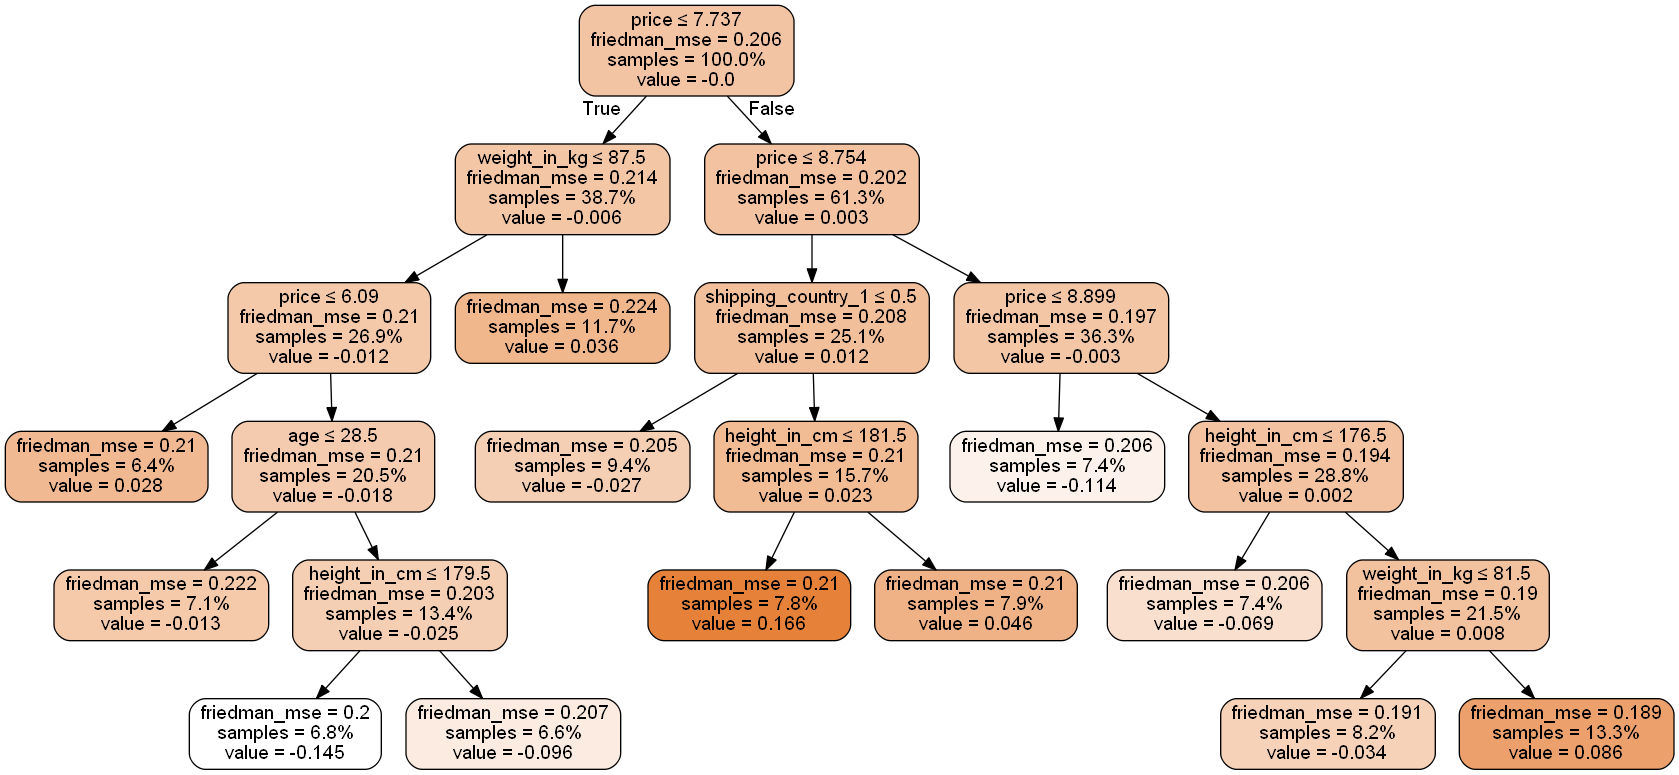 price ≤ 7.737
friedman_mse = 0.206
samples = 100.0%
value = -0.0
True
False
weight_in_kg ≤ 87.5
friedman_mse = 0.214
samples = 38.7%
value = -0.006
price ≤ 8.754
friedman_mse = 0.202
samples = 61.3%
value = 0.003
price ≤ 6.09
friedman_mse = 0.21
samples = 26.9%
value = -0.012
friedman_mse = 0.224
samples = 11.7%
value = 0.036
shipping_country_1 ≤ 0.5
friedman_mse = 0.208
samples = 25.1%
value = 0.012
price ≤ 8.899
friedman_mse = 0.197
samples = 36.3%
value = -0.003
friedman_mse = 0.21
samples = 6.4%
value = 0.028
age ≤ 28.5
friedman_mse = 0.21
samples = 20.5%
value = -0.018
friedman_mse = 0.205
samples = 9.4%
value = -0.027
height_in_cm ≤ 181.5
friedman_mse = 0.21
samples = 15.7%
value = 0.023
friedman_mse = 0.206
samples = 7.4%
value = -0.114
height_in_cm ≤ 176.5
friedman_mse = 0.194
samples = 28.8%
value = 0.002
friedman_mse = 0.222
samples = 7.1%
value = -0.013
height_in_cm ≤ 179.5
friedman_mse = 0.203
samples = 13.4%
value = -0.025
friedman_mse = 0.21
samples = 7.8%
value = 0.166
friedman_mse = 0.21
samples = 7.9%
value = 0.046
friedman_mse = 0.206
samples = 7.4%
value = -0.069
weight_in_kg ≤ 81.5
friedman_mse = 0.19
samples = 21.5%
value = 0.008
friedman_mse = 0.2
samples = 6.8%
value = -0.145
friedman_mse = 0.207
samples = 6.6%
value = -0.096
friedman_mse = 0.191
samples = 8.2%
value = -0.034
friedman_mse = 0.189
samples = 13.3%
value = 0.086